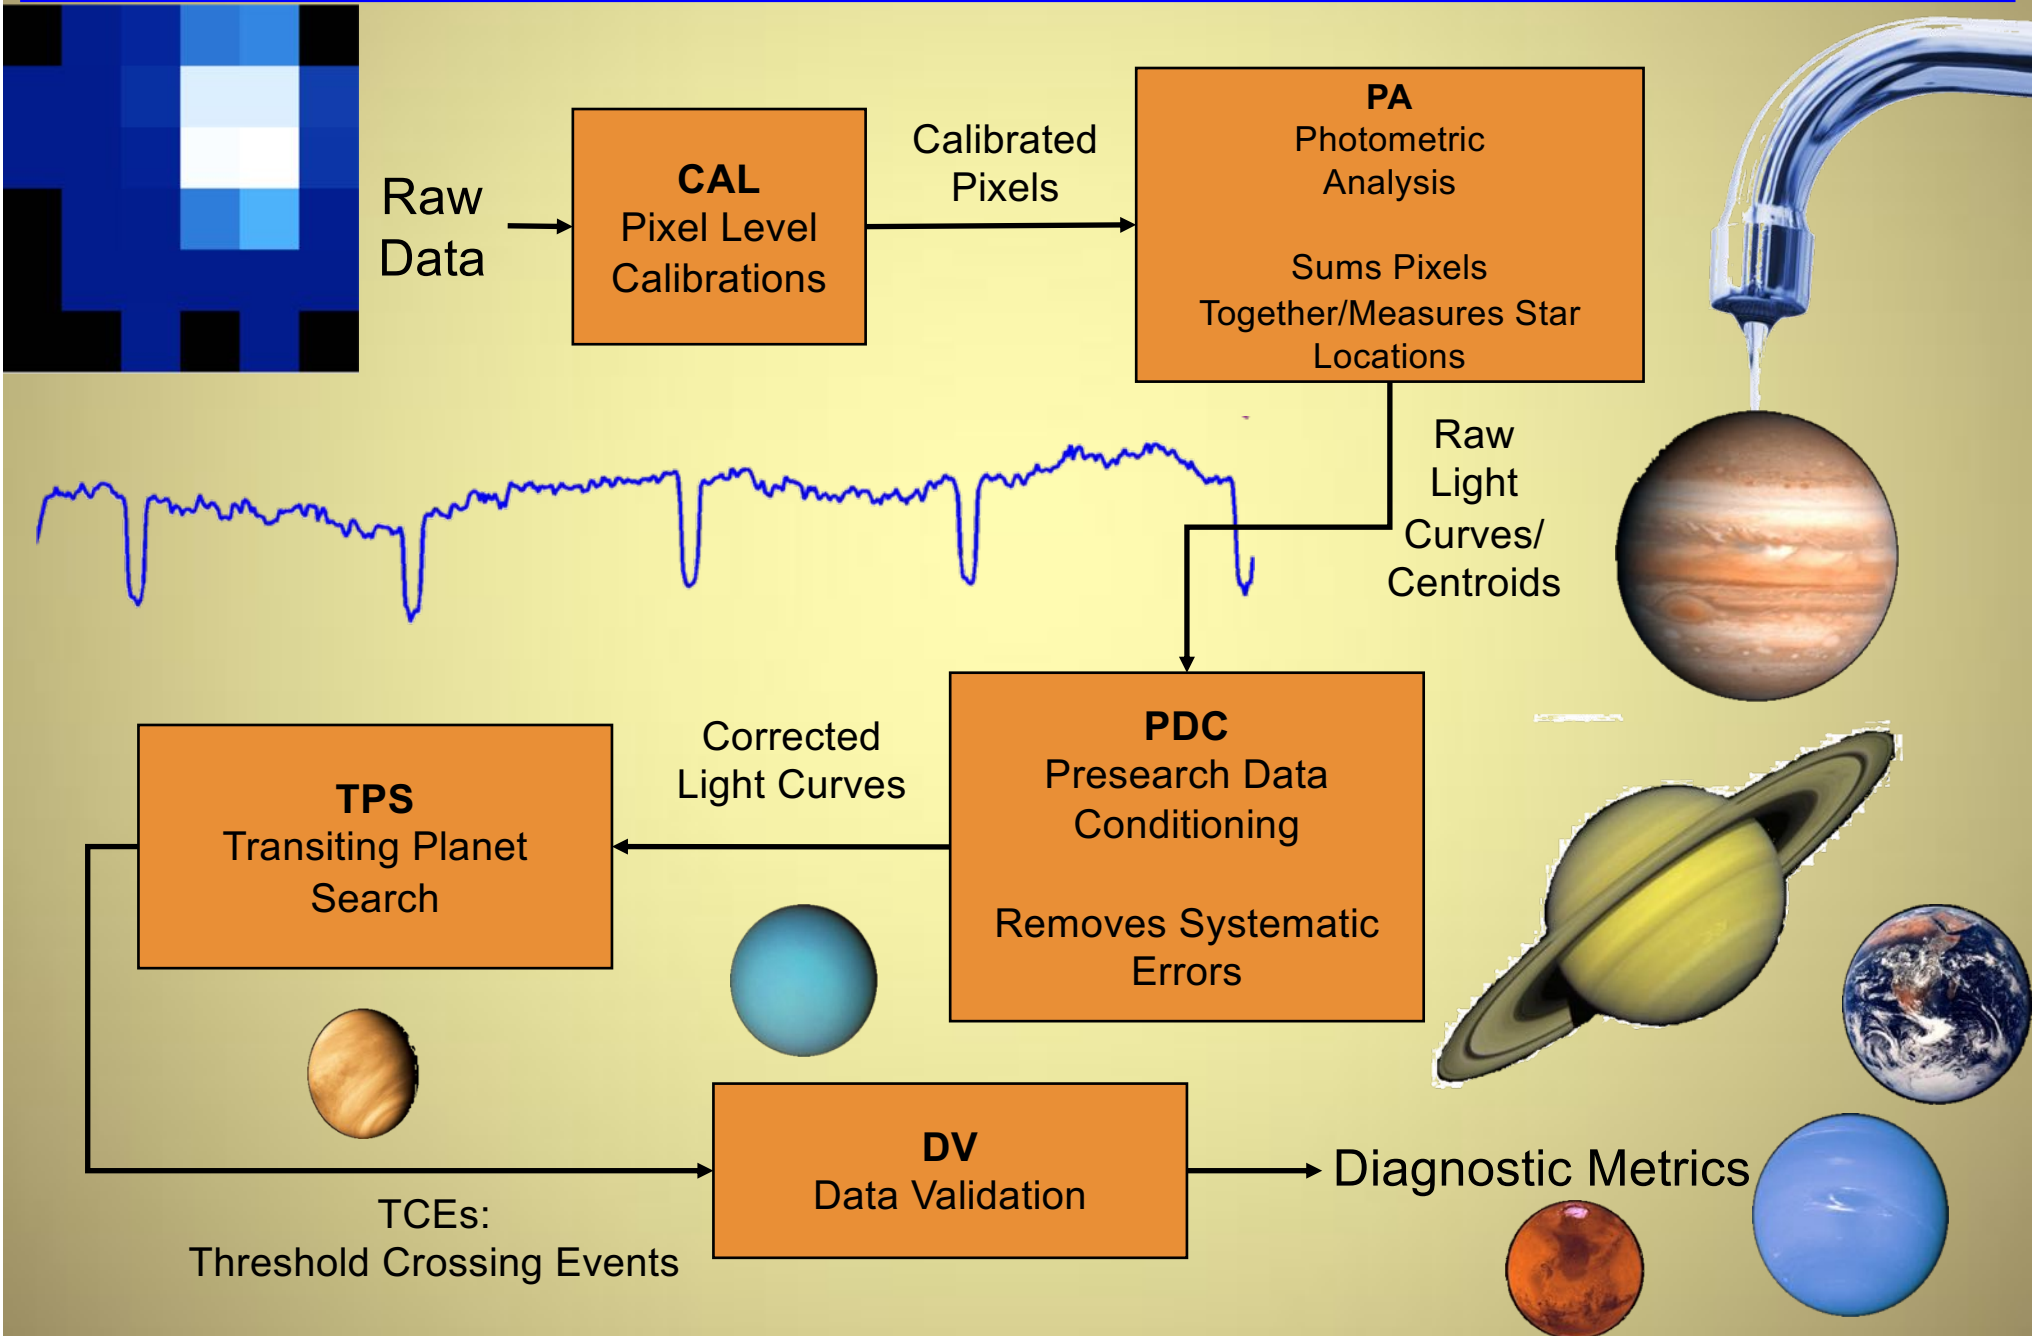 Raw
Data
CAL
Pixel Level
Calibrations
Calibrated
Pixels
PA
Photometric
Analysis
Sums Pixels
Together/Measures Star
Locations
Raw
Light
Curves/
Centroids
PDC
Presearch Data
Conditioning
Removes Systematic
Errors
Corrected
Light Curves
TPS
Transiting Planet
Search
TCEs:
Threshold Crossing Events
DV
Data Validation
Diagnostic Metrics